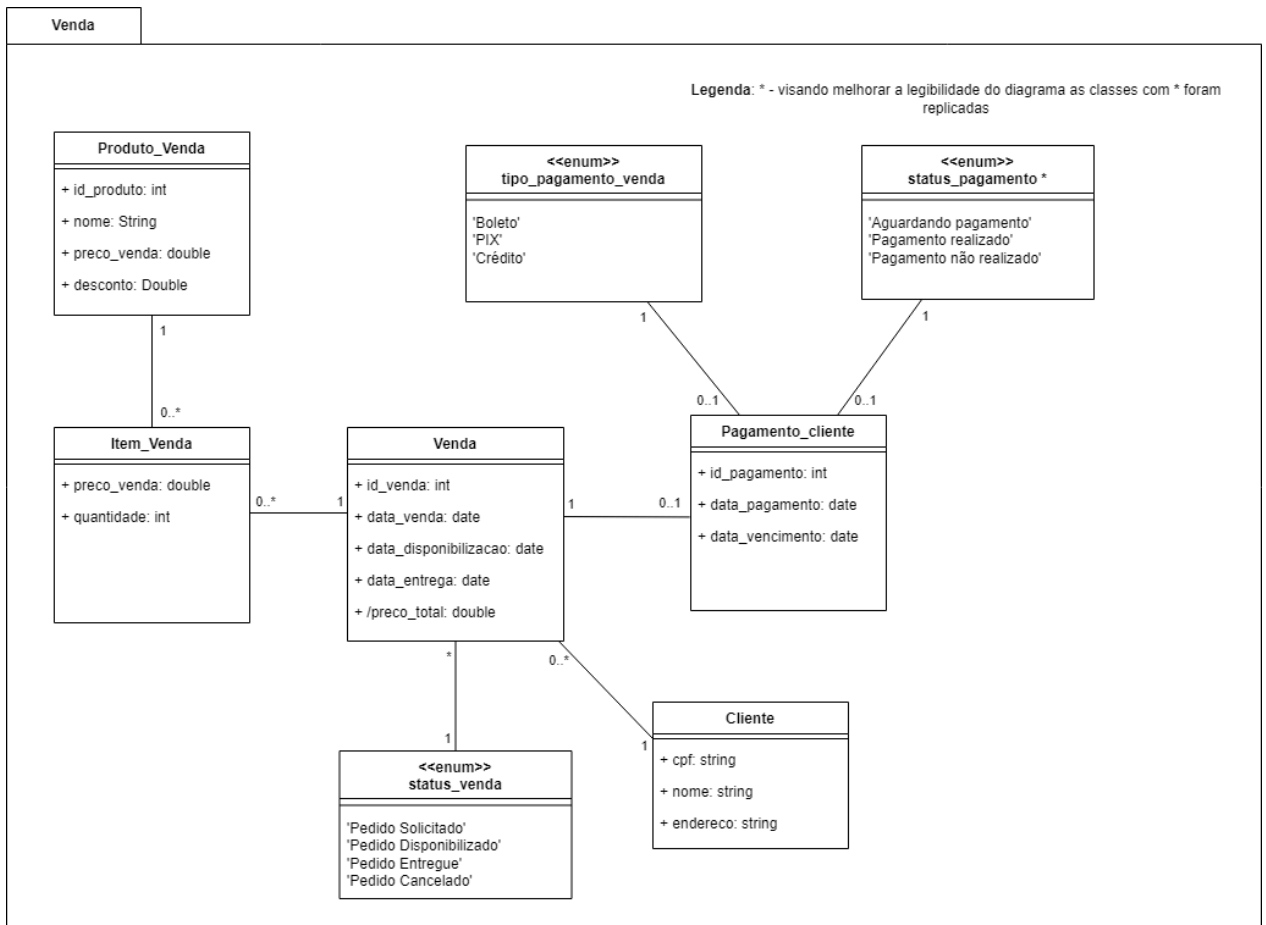 Venda
Legenda: * - visando melhorar a legibilidade do diagrama as classes com * foram
replicadas
Produto_Venda
+ id_produto: int
+ nome: String
+ preco_venda: double
+ desconto: Double
<<enum>>
tipo_pagamento_venda
'Boleto'
'PIX'
'Crédito'
<<enum>>
status_pagamento *
'Aguardando pagamento'
'Pagamento realizado'
'Pagamento não realizado'
1
1
1
0..*
0..1
0..1
Item_Venda
+ preco_venda: double
+ quantidade: int
0..*
1
Venda
+ id_venda: int
+ data_venda: date
+ data_disponibilizacao: date
+ data_entrega: date
+ /preco_total: double
1
0..1
Pagamento_cliente
+ id_pagamento: int
+ data_pagamento: date
+ data_vencimento: date
*
0..*
1
1
<<enum>>
status_venda
'Pedido Solicitado'
'Pedido Disponibilizado'
'Pedido Entregue'
'Pedido Cancelado'
Cliente
+ cpf: string
+ nome: string
+ endereco: string